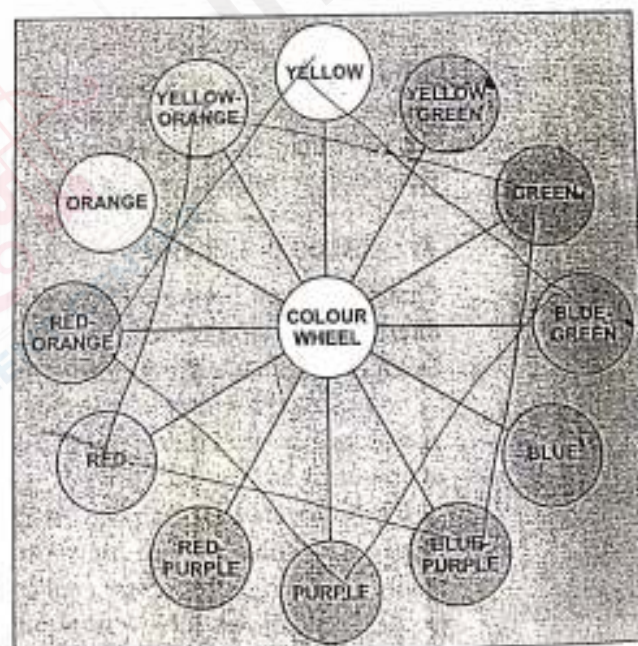 YELLOW
YELLOW
GREEN
GREEN
BLUE-
GREEN
BLUE
BLUE-
PURPLE
PURPLE
RED-
PURPLE
RED
RED-
ORANGE
ORANGE
YELLOW-
ORANGE
COLOUR
WHEEL